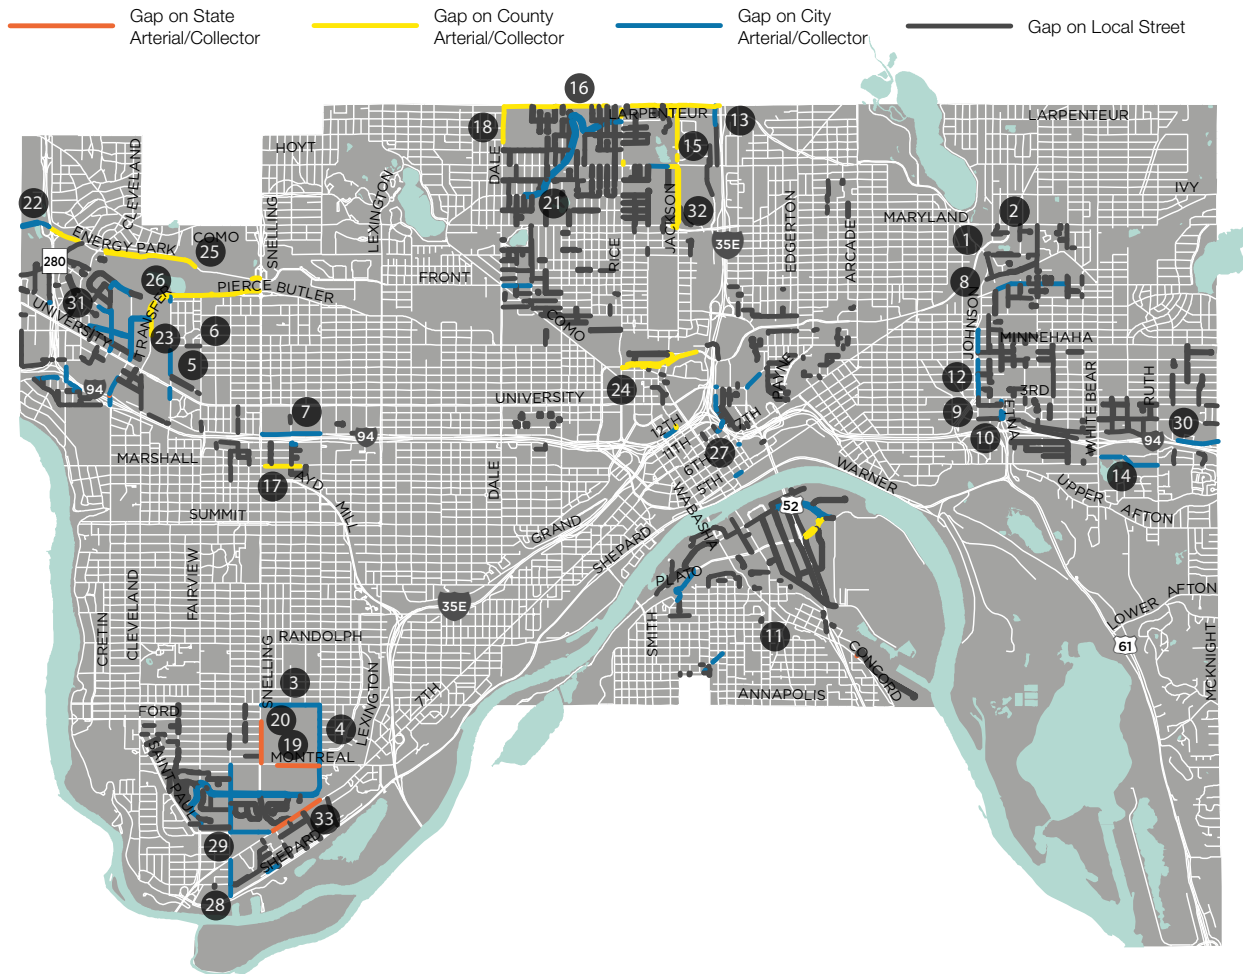 Gap on State
Arterial/Collector
Gap on County
Arterial/Collector
Gap on City
Arterial/Collector
Gap on Local Street
16
18
LARPENTEUR
13
LARPENTEUR
HOYT
DALE
15
CLEVELAND
IVY
22
LEXINGTON
21
JACKSON
32
MARYLAND
2
ENERGY PARK
COMO
25
SNELLING
RICE
35E
EDGERTON
ARCADE
1
280
26
FRONT
8
PIERCE BUTLER
31
UNIVERSITY
TRANSFER
23
6
COMO
JOHNSON
MINNEHAHA
5
94
24
PAYNE
12
3RD
WHITE BEAR
RUTH
UNIVERSITY
7
94
12TH
11TH
7TH
9
ETNA
30
10
94
MARSHALL
27
6TH
5TH
17
AYD
MILL
DALE
WARNER
14
UPPER
AFTON
SUMMIT
GRAND
WABASHA
52
SHEPARD
FAIRVIEW
PLATO
CRETIN
CLEVELAND
35E
LOWER AFTON
RANDOLPH
SMITH
11
61
MCKNIGHT
SNELLING
3
LEXINGTON
7TH
CONCORD
ANNAPOLIS
FORD
20
4
19
MONTREAL
SAINT PAUL
33
29
SHEPARD
28